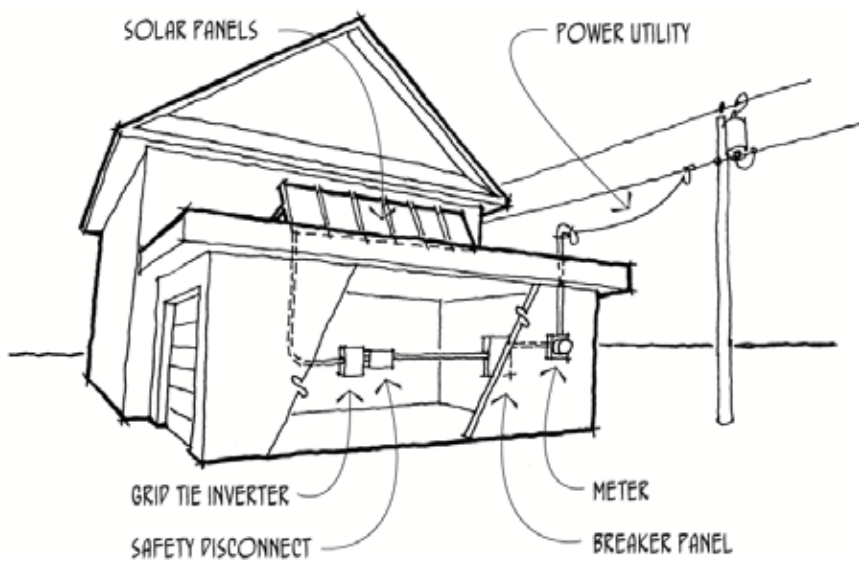 SOLAR PANELS
POWER UTILITY
GRID TIE INVERTER
METER
SAFETY DISCONNECT
BREAKER PANEL